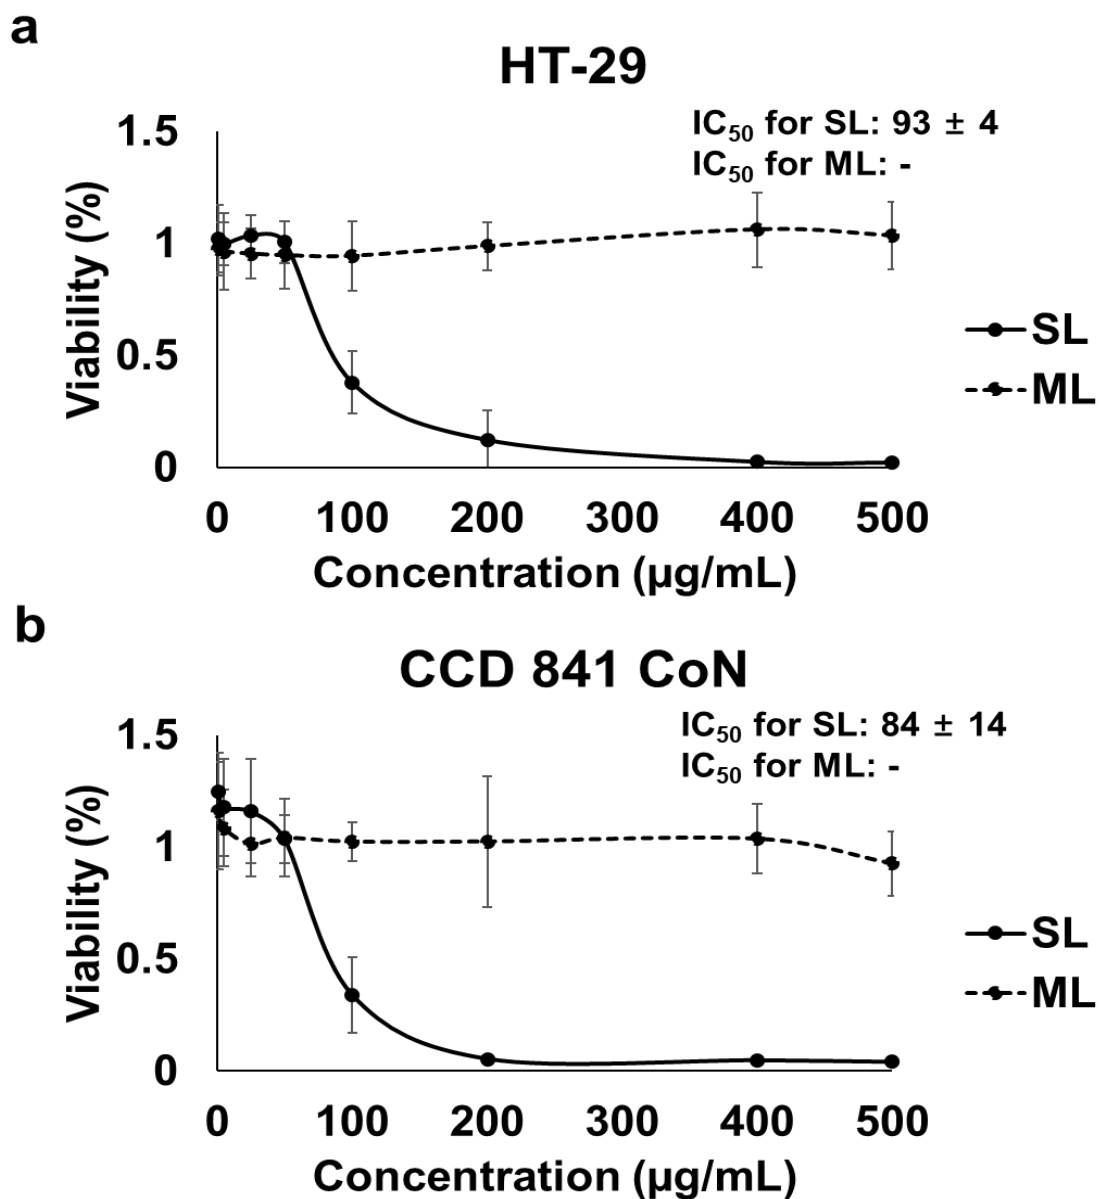 a
HT-29
IC50 for SL: 93 ± 4
IC50 for ML: -
1.5
1
0.5
0
Viability (%)
SL
ML
0 100 200 300 400 500
Concentration (µg/mL)
b
CCD 841 CoN
IC50 for SL: 84 ± 14
IC50 for ML: -
1.5
1
0.5
0
Viability (%)
SL
ML
0 100 200 300 400 500
Concentration (µg/mL)